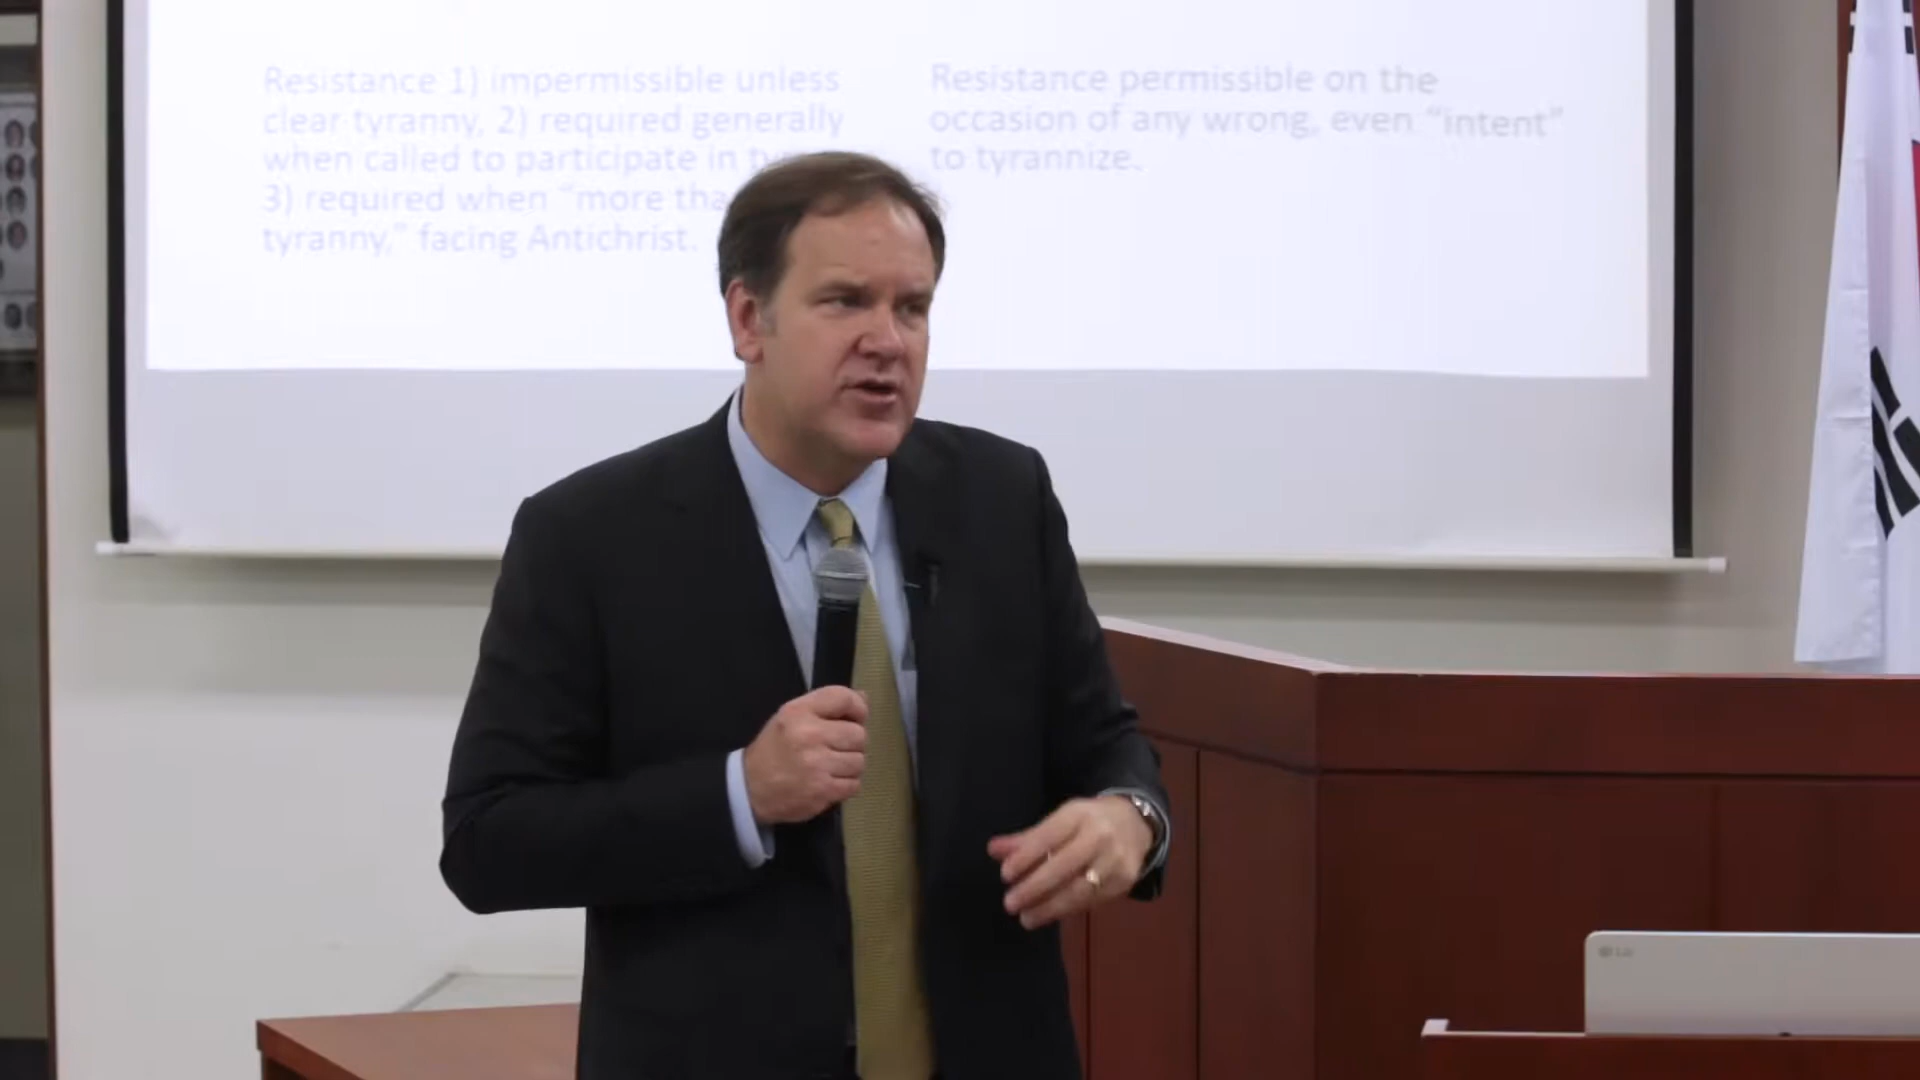 Resistance 1) impermissible unless
clear tyranny, 2) required generally
when called to participate in
3) required when "more
tyranny," facing Antichrist.
Resistance permissible on the
occasion of any wrong, even "intent"
to tyrannize.
LG